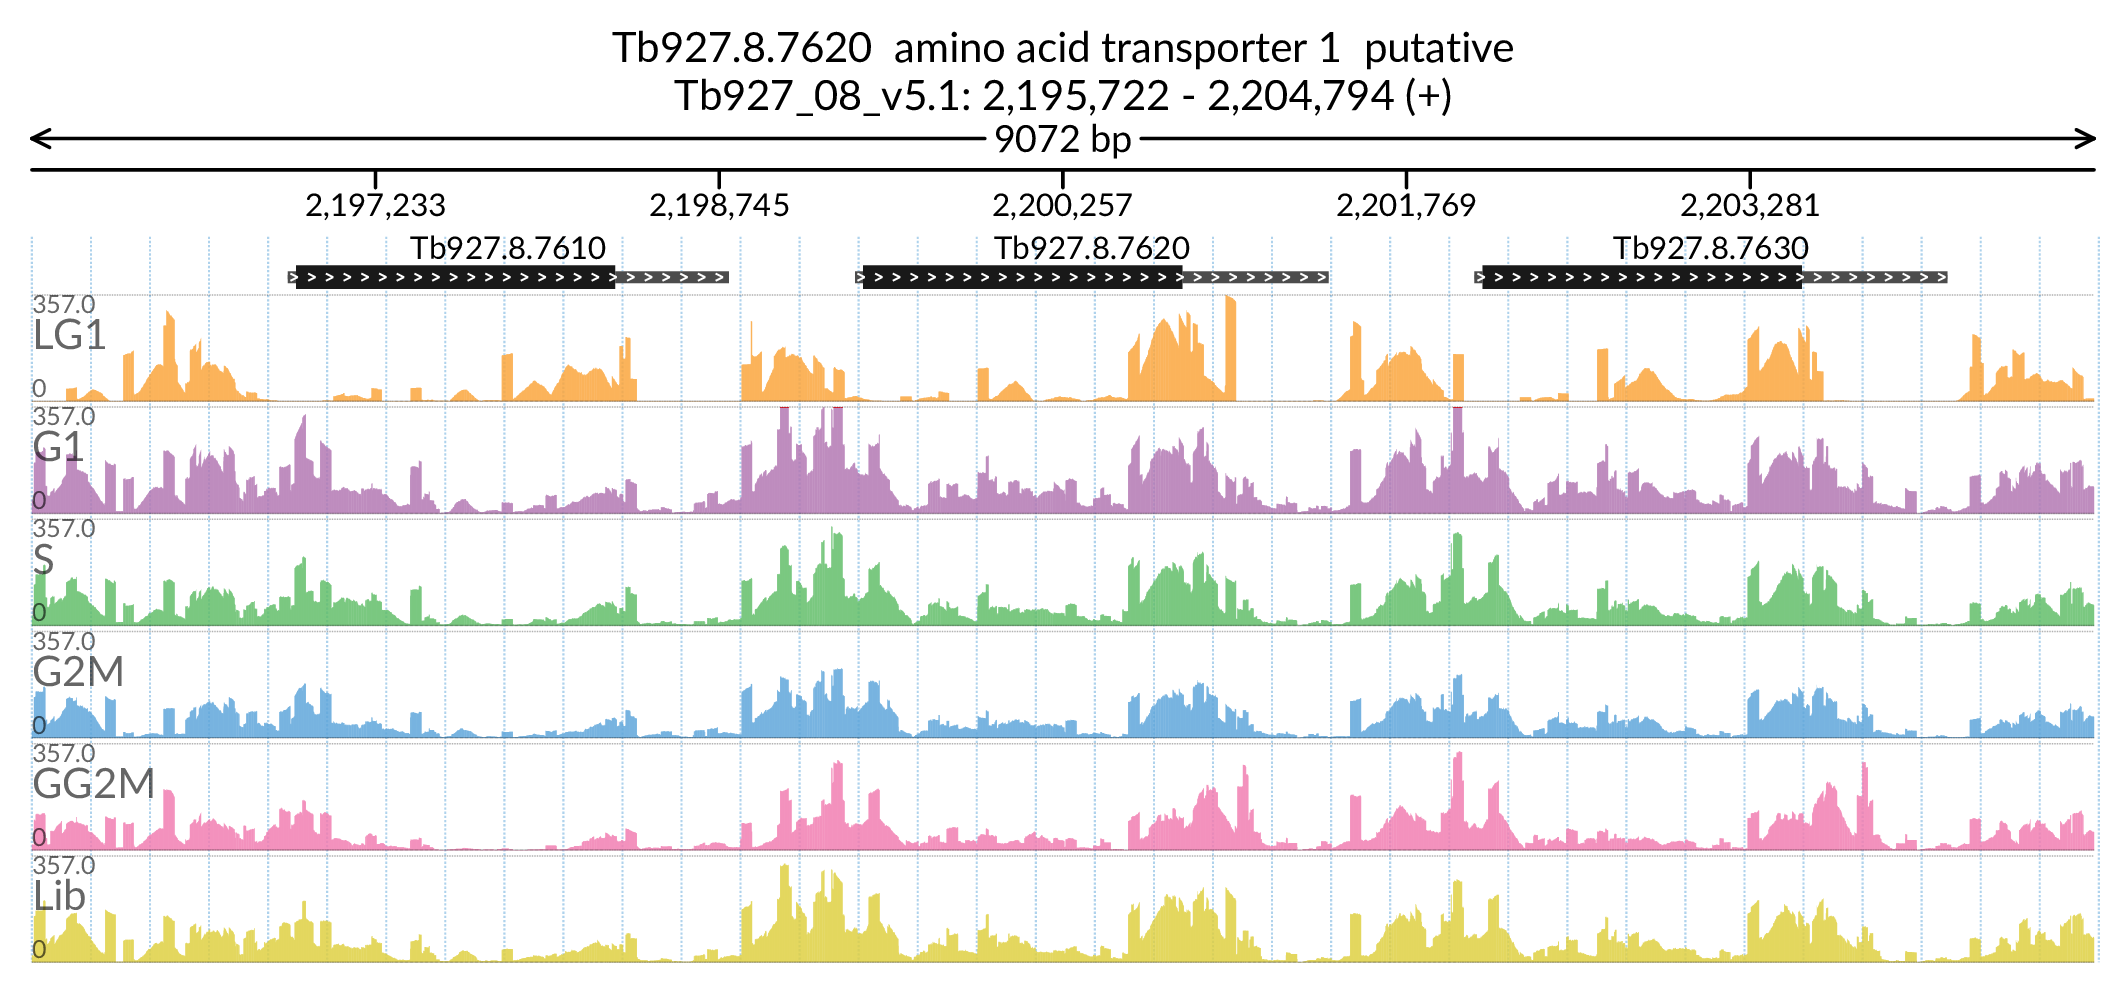 Tb927.8.7620 amino acid transporter 1 putative
Tb927_08_v5.1: 2,195,722 - 2,204,794 (+)
9072 bp
2,197,233 2,198,745 2,200,257 2,201,769 2,203,281
Tb927.8.7610 Tb927.8.7620 Tb927.8.7630
357.0
LG1
0
357.0
G1
0
357.0
S
0
357.0
G2M
0
357.0
GG2M
0
357.0
Lib
0